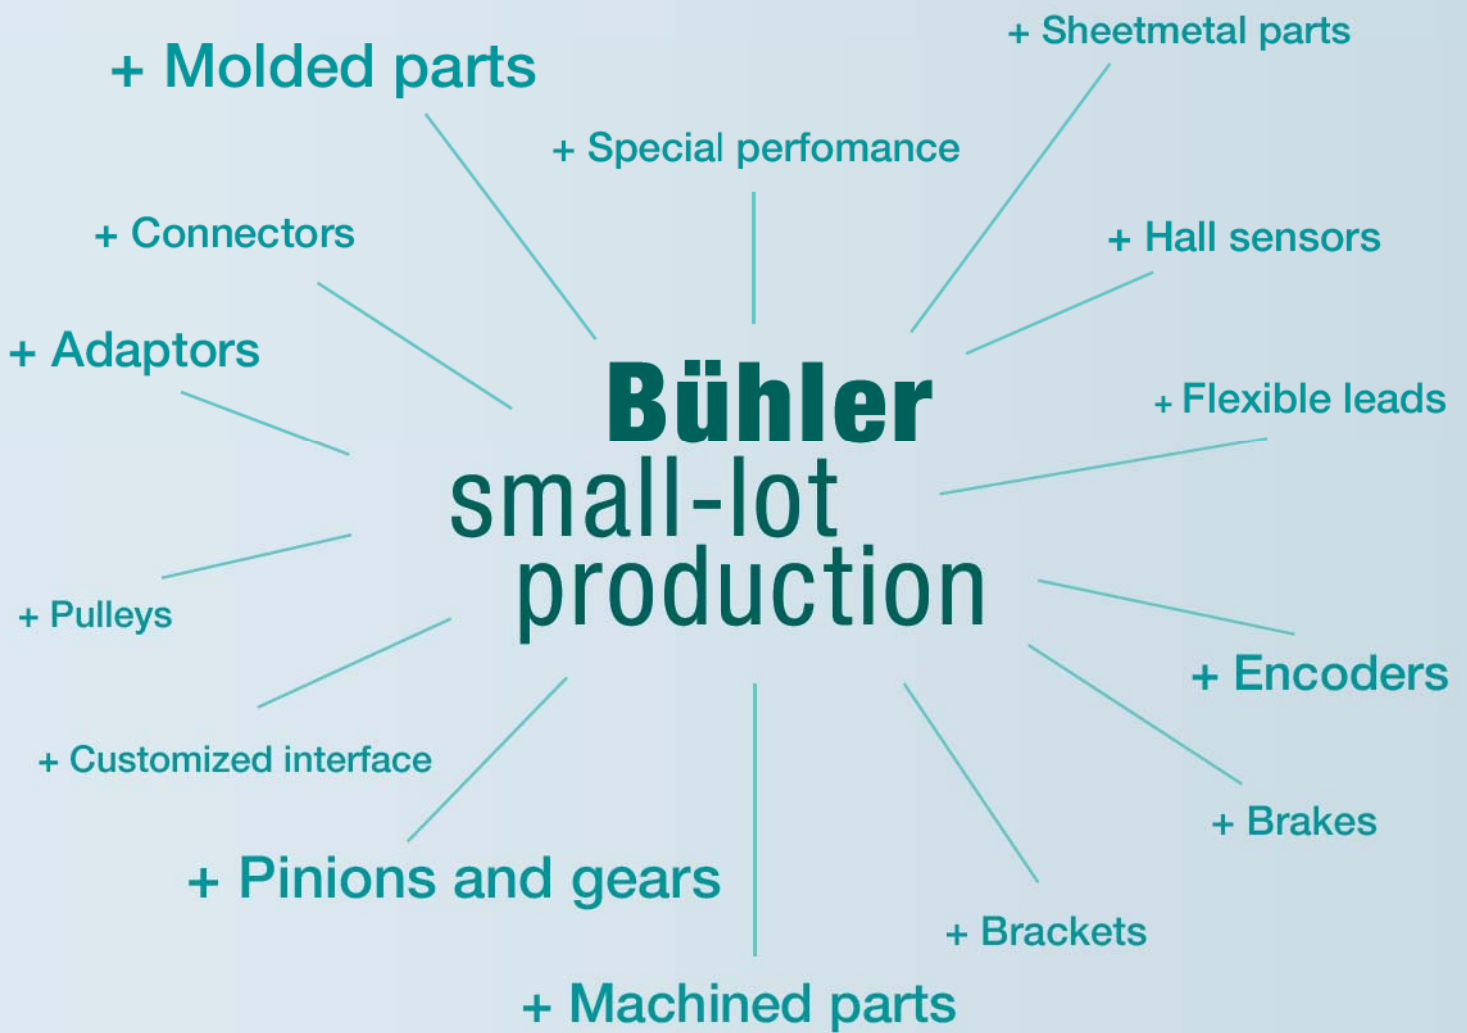 + Sheetmetal parts
+ Molded parts
+ Special perfomance
+ Connectors
+ Hall sensors
+ Adaptors
+ Flexible leads
Bühler
small-lot
production
+ Pulleys
+ Encoders
+ Customized interface
+ Brakes
+ Pinions and gears
+ Brackets
+ Machined parts